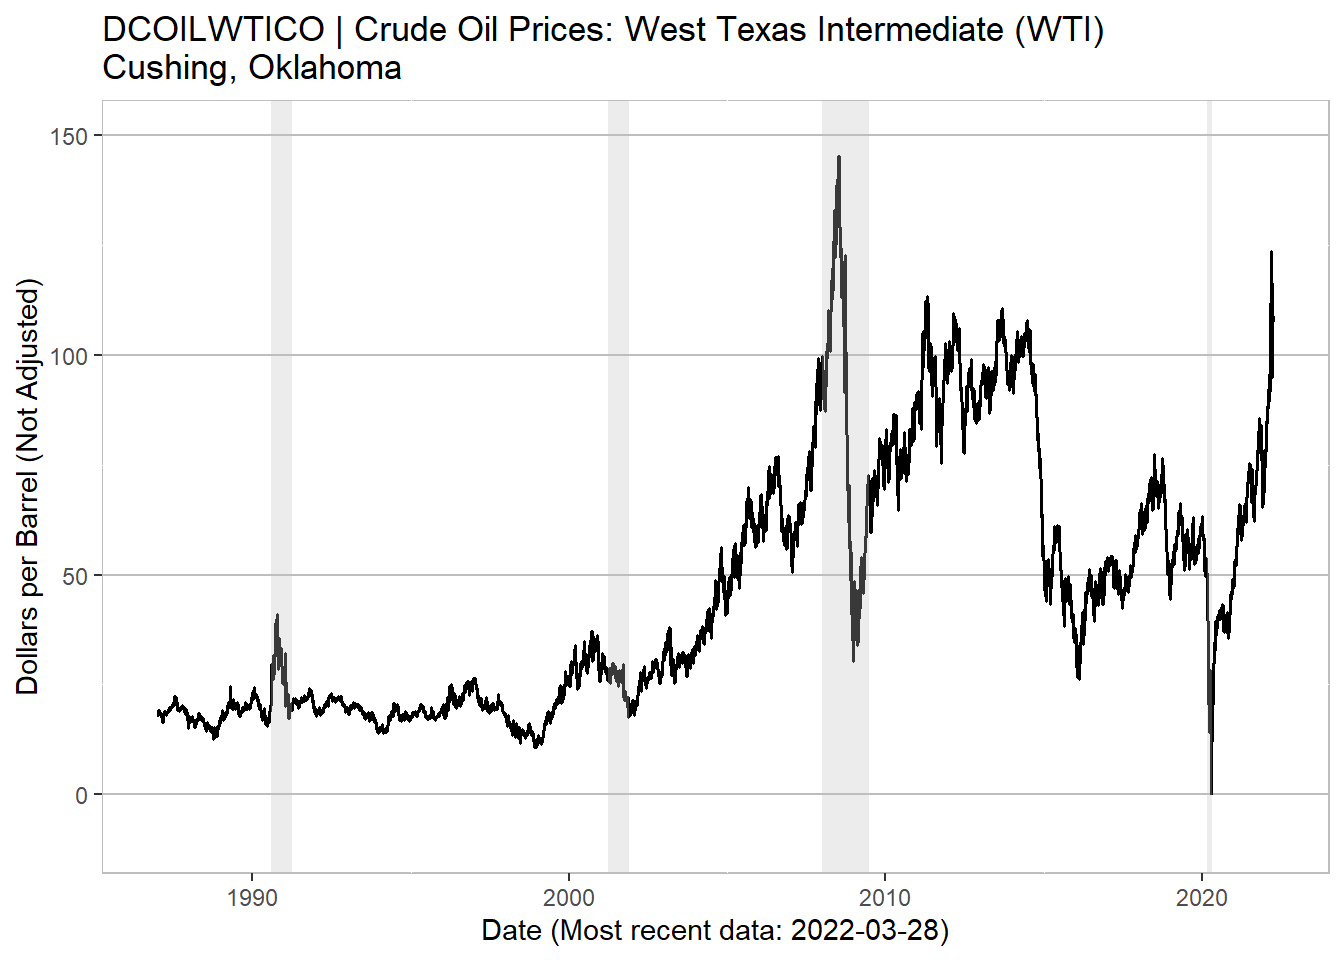 DCOILWTICO | Crude Oil Prices: West Texas Intermediate (WTI)
Cushing, Oklahoma
Dollars per Barrel (Not Adjusted)
150
100
50
0
1990
2000
2010
2020
Date (Most recent data: 2022-03-28)